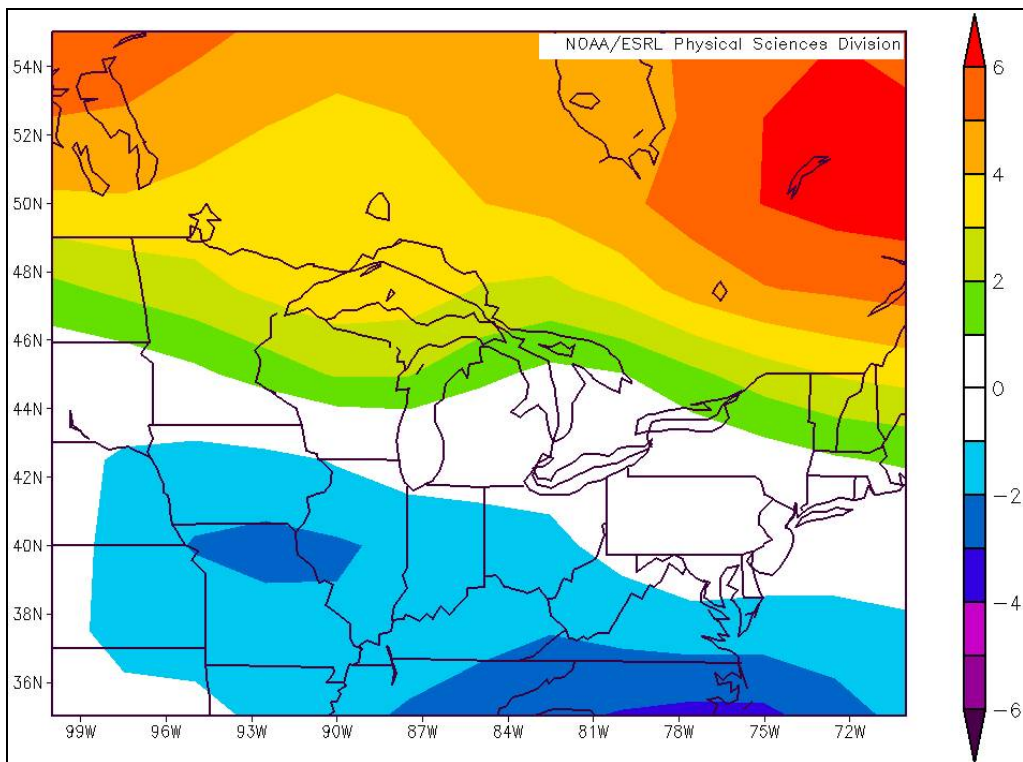 NOAA/ESRL Physical Sciences Division
54N
52N
50N
48N
46N
44N
42N
40N
38N
36N
99W 96W 93W 90W 87W 84W 81W 78W 75W 72W
6
4
2
0
-2
-4
-6